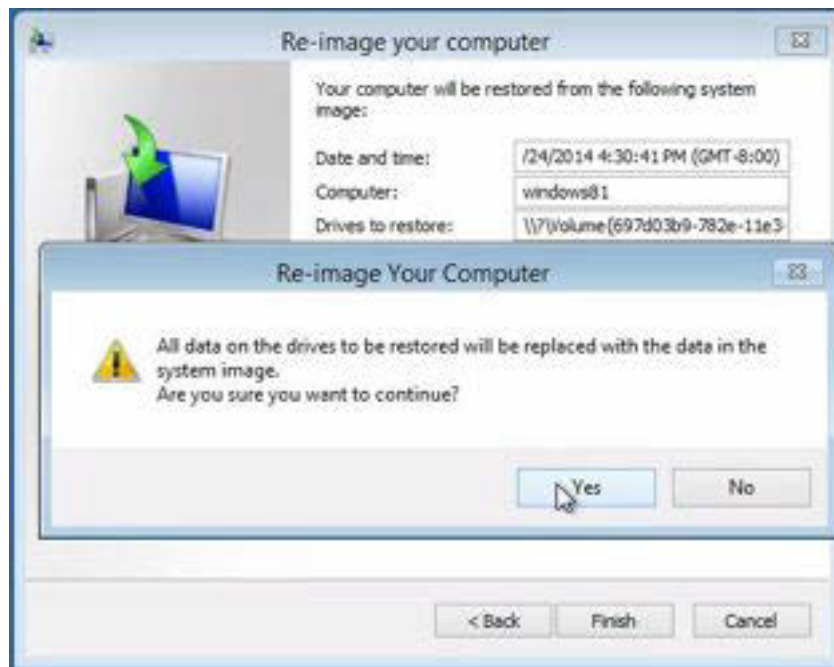 Re-image your computer
Your computer will be restored from the following system
image:
Date and time: /24/2014 4:30:41 PM (GMT-8:00)
Computer: windows81
Drives to restore: \\?\Volume{697d03b9-782e-11e3-
Re-image Your Computer
All data on the drives to be restored will be replaced with the data in the
system image.
Are you sure you want to continue?
Yes No
< Back Finish Cancel